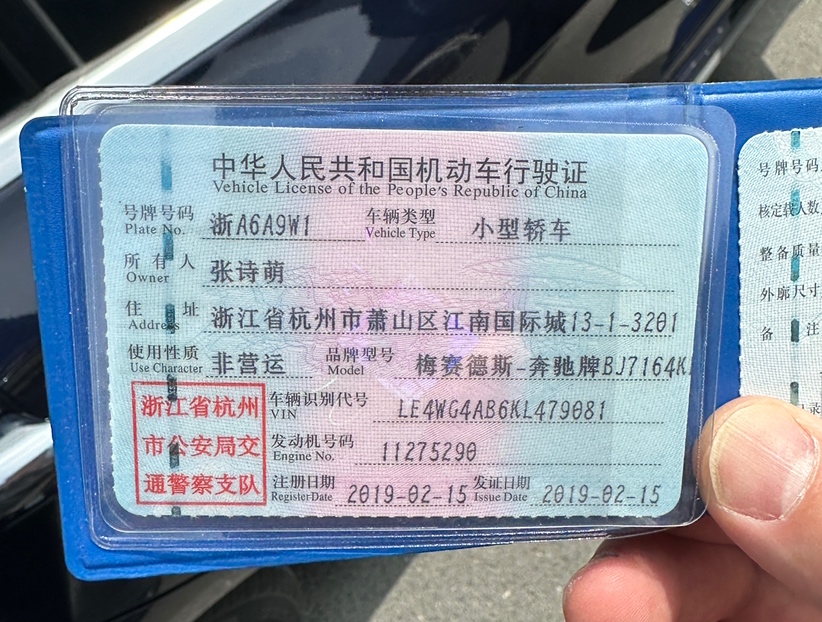 中华人民共和国机动车行驶证
Vehicle License of the People's Republic of China
号牌号码 浙A6A9W1 车辆类型 小型轿车
Plate No. Vehicle Type
所有人 张诗萌
Owner
住址 浙江省杭州市萧山区江南国际城13-1-3201
Address
使用性质 非营运 品牌型号 梅赛德斯-奔驰牌BJ7164K
Use Character Model
浙江省杭州
市公安局交
通警察支队
车辆识别代号 LE4WG4AB6KL479081
VIN
发动机号码 11275290
Engine No.
注册日期 2019-02-15 发证日期 2019-02-15
Register Date Issue Date
号牌号码
核定载人数
整备质量
外廓尺寸
备注